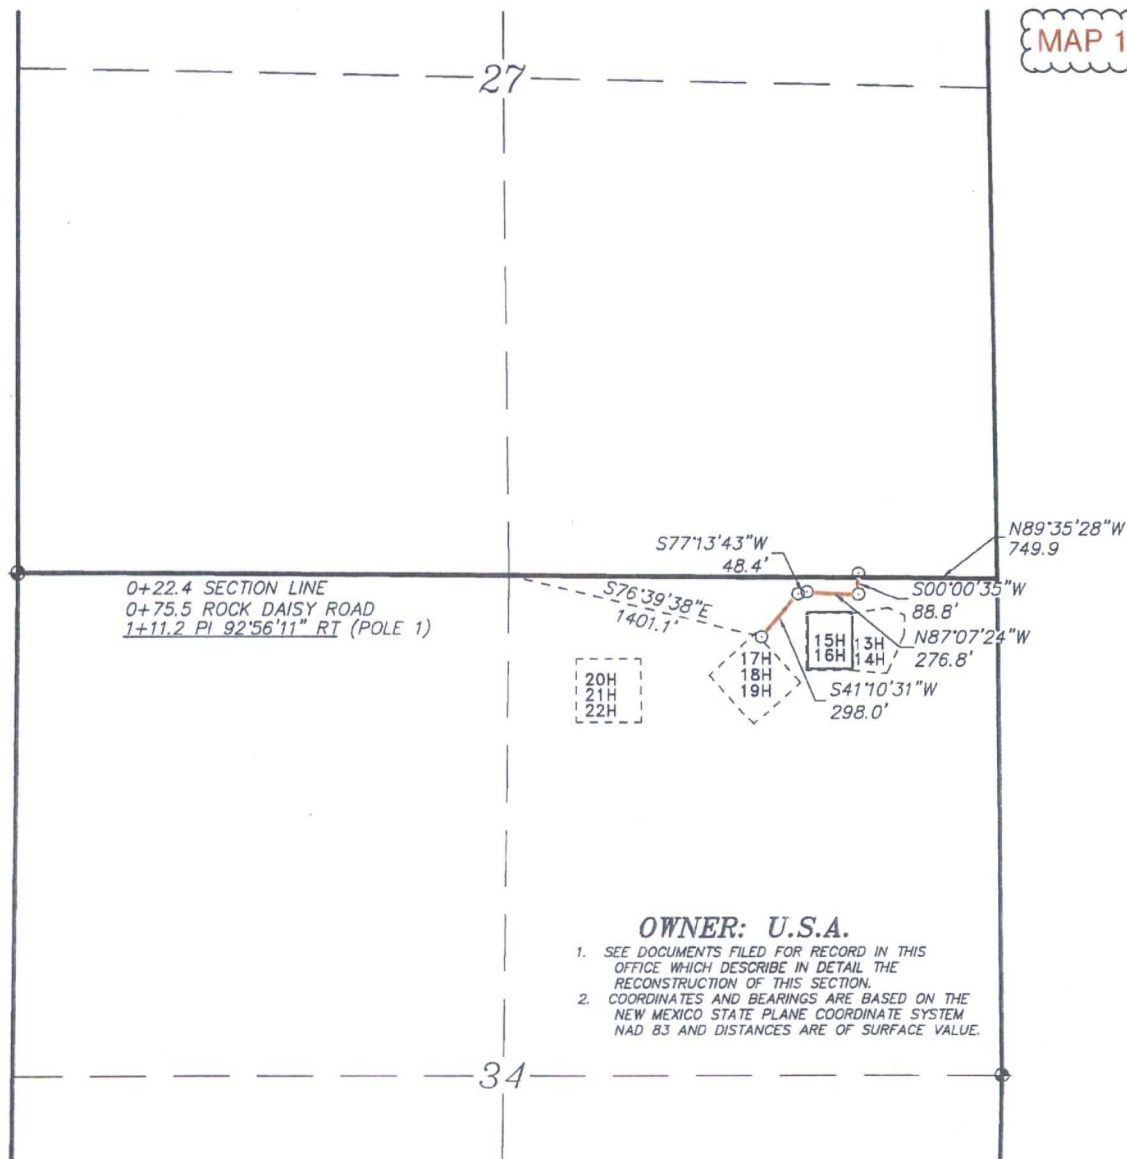 MAP 1
27
S77°13'43"W
48.4'
N89°35'28"W
749.9
0+22.4 SECTION LINE
0+75.5 ROCK DAISY ROAD
1+11.2 PI 92°56'11" RT (POLE 1)
S76°39'38"E
1401.1'
S00°00'35"W
88.8'
N87°07'24"W
276.8'
15H
16H
13H
14H
17H
18H
19H
S41°10'31"W
298.0'
20H
21H
22H
OWNER: U.S.A.
1. SEE DOCUMENTS FILED FOR RECORD IN THIS
OFFICE WHICH DESCRIBE IN DETAIL THE
RECONSTRUCTION OF THIS SECTION.
2. COORDINATES AND BEARINGS ARE BASED ON THE
NEW MEXICO STATE PLANE COORDINATE SYSTEM
NAD 83 AND DISTANCES ARE OF SURFACE VALUE.
34